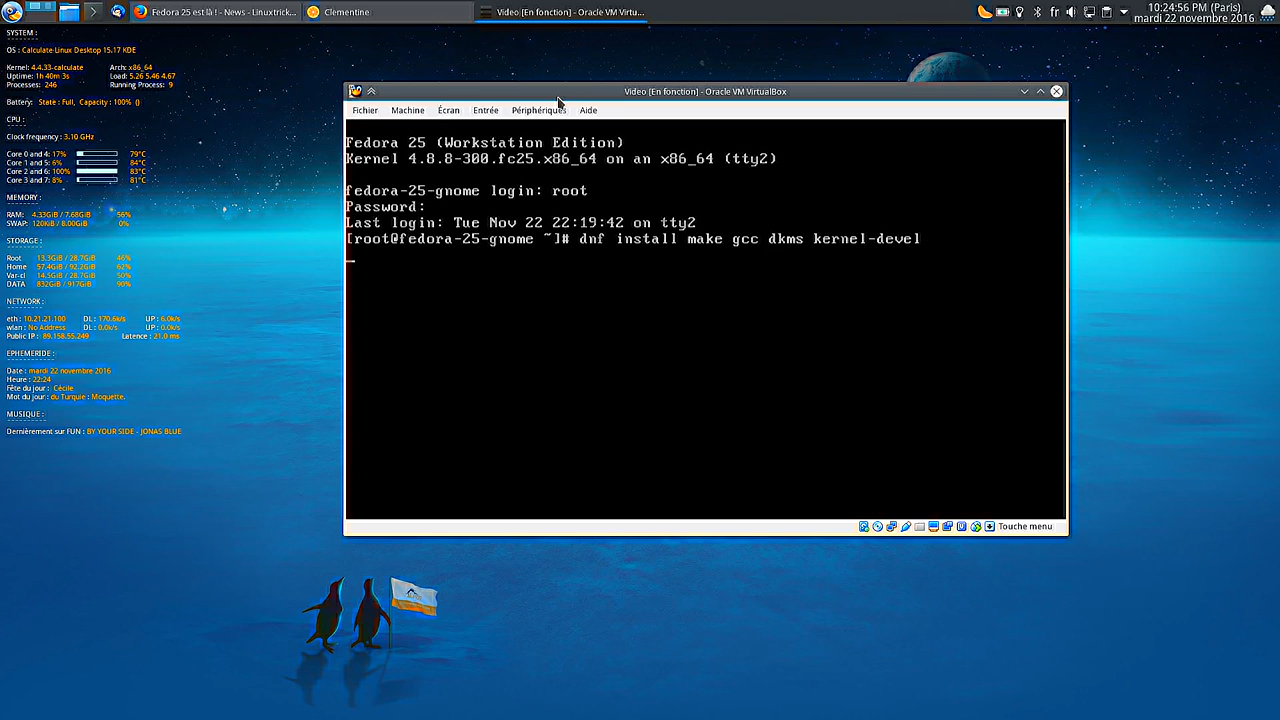 Fedora 25 est là ! - News - Linuxtrick...
Clementine
Video [En fonction] - Oracle VM Virtu...
fr
10:24:56 PM (Paris)
mardi 22 novembre 2016
SYSTEM :
OS : Calculate Linux Desktop 15.17 KDE
Kernel: 4.4.33-calculate Arch: x86_64
Uptime: 1h 40m 3s Load: 5.26 5.46 4.67
Processes: 246 Running Process: 9
Battery: State : Full, Capacity : 100% ()
CPU :
Clock frequency : 3.10 GHz
Core 0 and 4: 17% 79°C
Core 1 and 5: 6% 84°C
Core 2 and 6: 100% 83°C
Core 3 and 7: 8% 81°C
MEMORY :
RAM: 4.33GiB / 7.68GiB 56%
SWAP: 120KiB / 8.00GiB 0%
STORAGE :
Root 13.3GiB / 28.7GiB 46%
Home 57.4GiB / 92.2GiB 62%
Var-cl 14.5GiB / 28.7GiB 50%
DATA 832GiB / 917GiB 90%
NETWORK :
eth : 10.21.21.100 DL : 170.6k/s UP : 6.0k/s
wlan : No Address DL : 0.0k/s UP : 0.0k/s
Public IP : 89.158.55.249 Latence : 21.0 ms
EPHEMERIDE :
Date : mardi 22 novembre 2016
Heure : 22:24
Fête du jour : Cécile
Mot du jour : du Turquie : Moquette.
MUSIQUE :
Dernièrement sur FUN : BY YOUR SIDE - JONAS BLUE
Video [En fonction] - Oracle VM VirtualBox
Fichier Machine Écran Entrée Périphériques Aide
Fedora 25 (Workstation Edition)
Kernel 4.8.8-300.fc25.x86_64 on an x86_64 (tty2)
fedora-25-gnome login: root
Password:
Last login: Tue Nov 22 22:19:42 on tty2
[root@fedora-25-gnome ~]# dnf install make gcc dkms kernel-devel
Touche menu